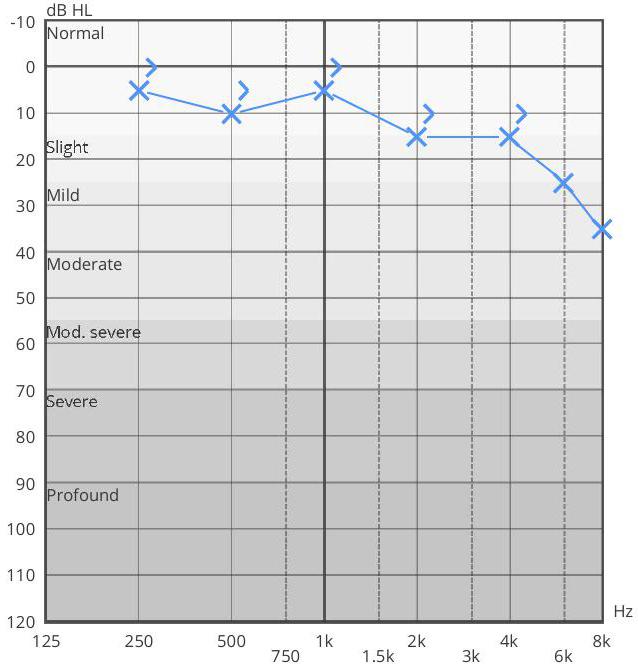 dB HL
-10
Normal
0
10
Slight
20
Mild
30
40
Moderate
50
Mod. severe
60
70
Severe
80
90
Profound
100
110
120
Hz
125 250 500 1k 2k 4k 8k
750 1.5k 3k 6k